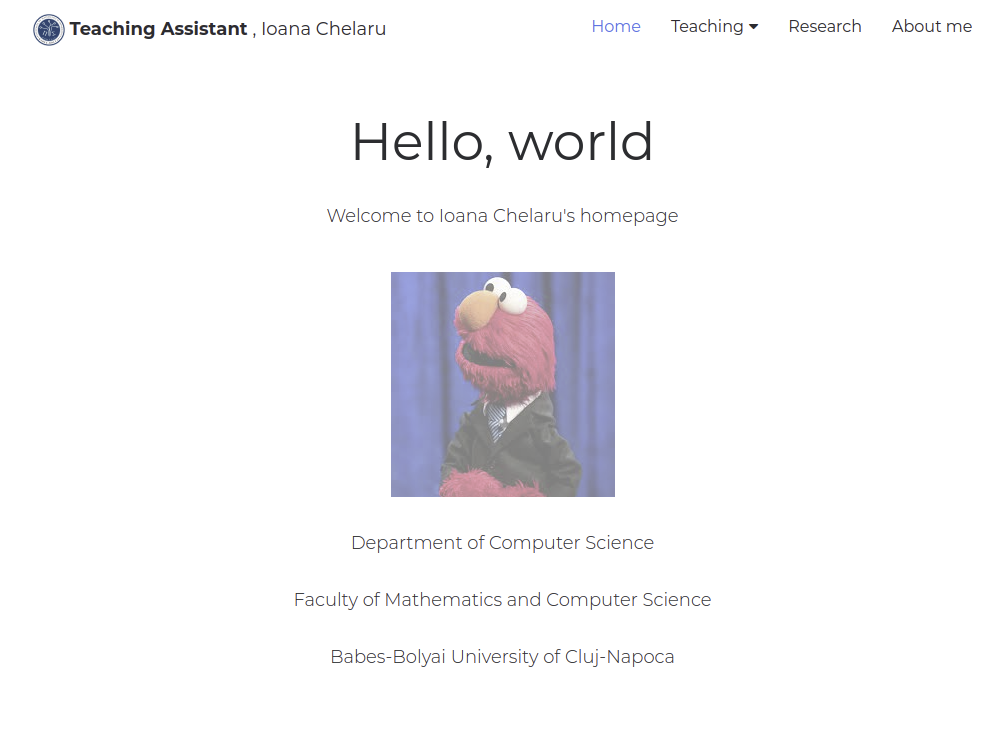 Teaching Assistant , Ioana Chelaru
Home Teaching Research About me
Hello, world
Welcome to Ioana Chelaru's homepage
Department of Computer Science
Faculty of Mathematics and Computer Science
Babes-Bolyai University of Cluj-Napoca